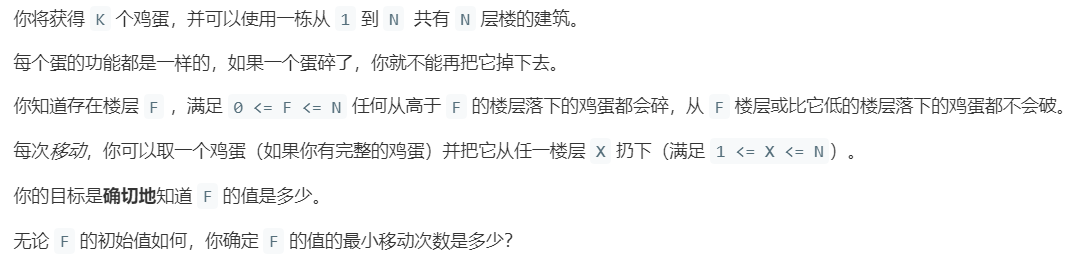 你将获得 K 个鸡蛋，并可以使用一栋从 1 到 N 共有 N 层楼的建筑。
每个蛋的功能都是一样的，如果一个蛋碎了，你就不能再把它掉下去。
你知道存在楼层 F ，满足 0 <= F <= N 任何从高于 F 的楼层落下的鸡蛋都会碎，从 F 楼层或比它低的楼层落下的鸡蛋都不会破。
每次移动，你可以取一个鸡蛋（如果你有完整的鸡蛋）并把它从任一楼层 X 扔下（满足 1 <= X <= N）。
你的目标是确切地知道 F 的值是多少。
无论 F 的初始值如何，你确定 F 的值的最小移动次数是多少？